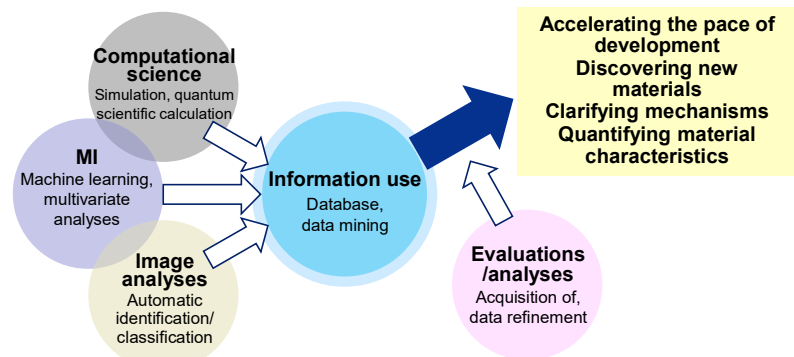 Computational
science
Simulation, quantum
scientific calculation
MI
Machine learning,
multivariate
analyses
Image
analyses
Automatic
identification/
classification
Information use
Database,
data mining
Accelerating the pace of
development
Discovering new
materials
Clarifying mechanisms
Quantifying material
characteristics
Evaluations
/analyses
Acquisition of,
data refinement